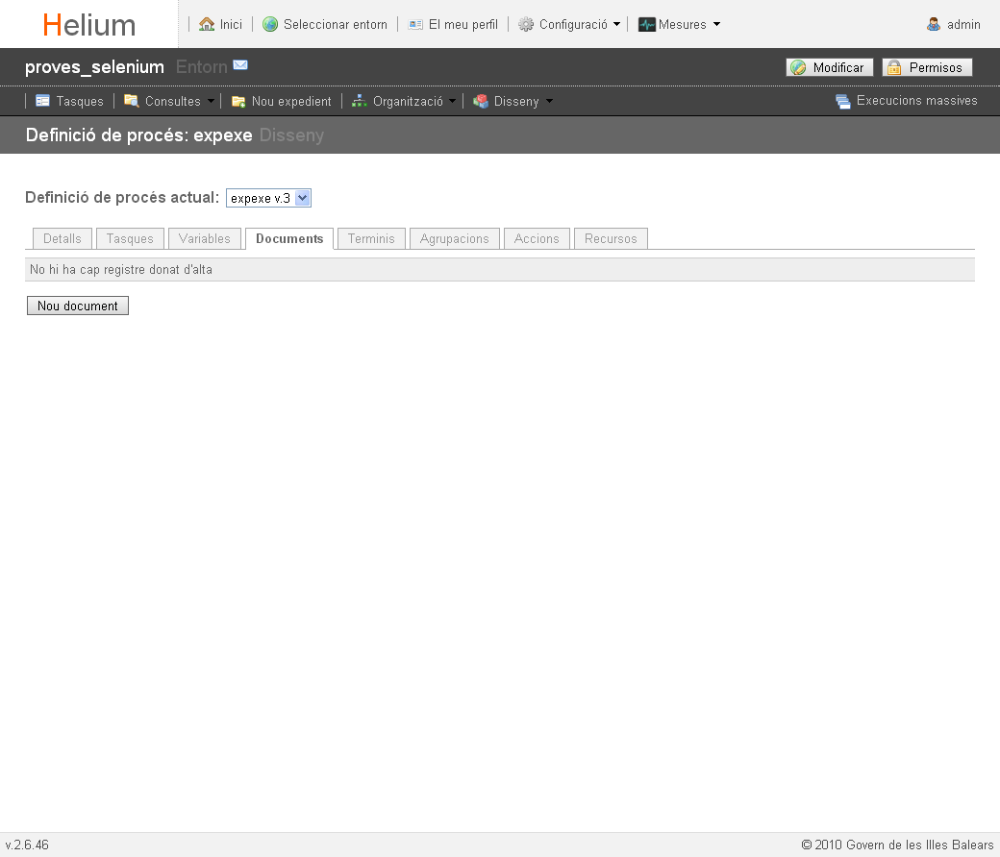 Helium
Inici
Seleccionar entorn
El meu perfil
Configuració
Mesures
admin
proves_selenium Entorn
Modificar
Permisos
Tasques
Consultes
Nou expedient
Organització
Disseny
Execucions massives
Definició de procés: expexe Disseny
Definició de procés actual: expexe v.3
Detalls
Tasques
Variables
Documents
Terminis
Agrupacions
Accions
Recursos
No hi ha cap registre donat d'alta
Nou document
v.2.6.46
© 2010 Govern de les Illes Balears